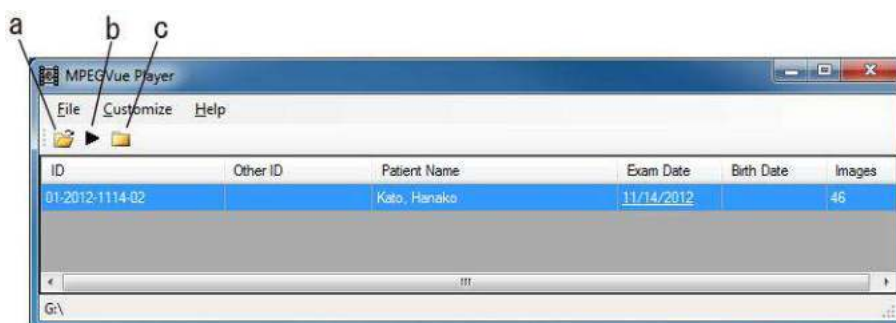 a b c
MPEGVue Player
File Customize Help
ID Other ID Patient Name Exam Date Birth Date Images
01-2012-1114-02 Kato, Hanako 11/14/2012 46
G:\